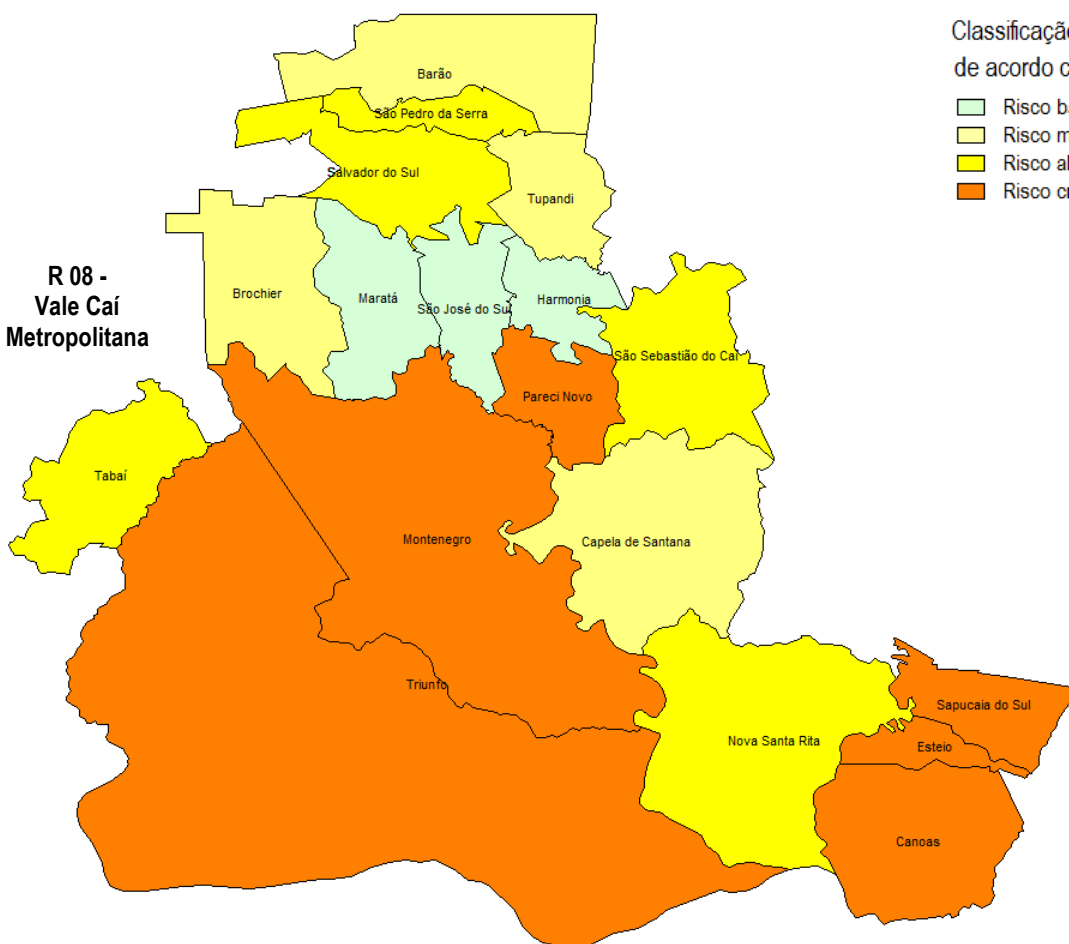 Classificação
de acordo c
Risco b
Risco m
Risco al
Risco cr
R 08 -
Vale Caí
Metropolitana
Barão
São Pedro da Serra
Salvador do Sul
Tupandi
Brochier
Maratá
São José do Sul
Harmonia
São Sebastião do Caí
Pareci Novo
Tabaí
Montenegro
Capela de Santana
Triunfo
Sapucaia do Sul
Nova Santa Rita
Esteio
Canoas